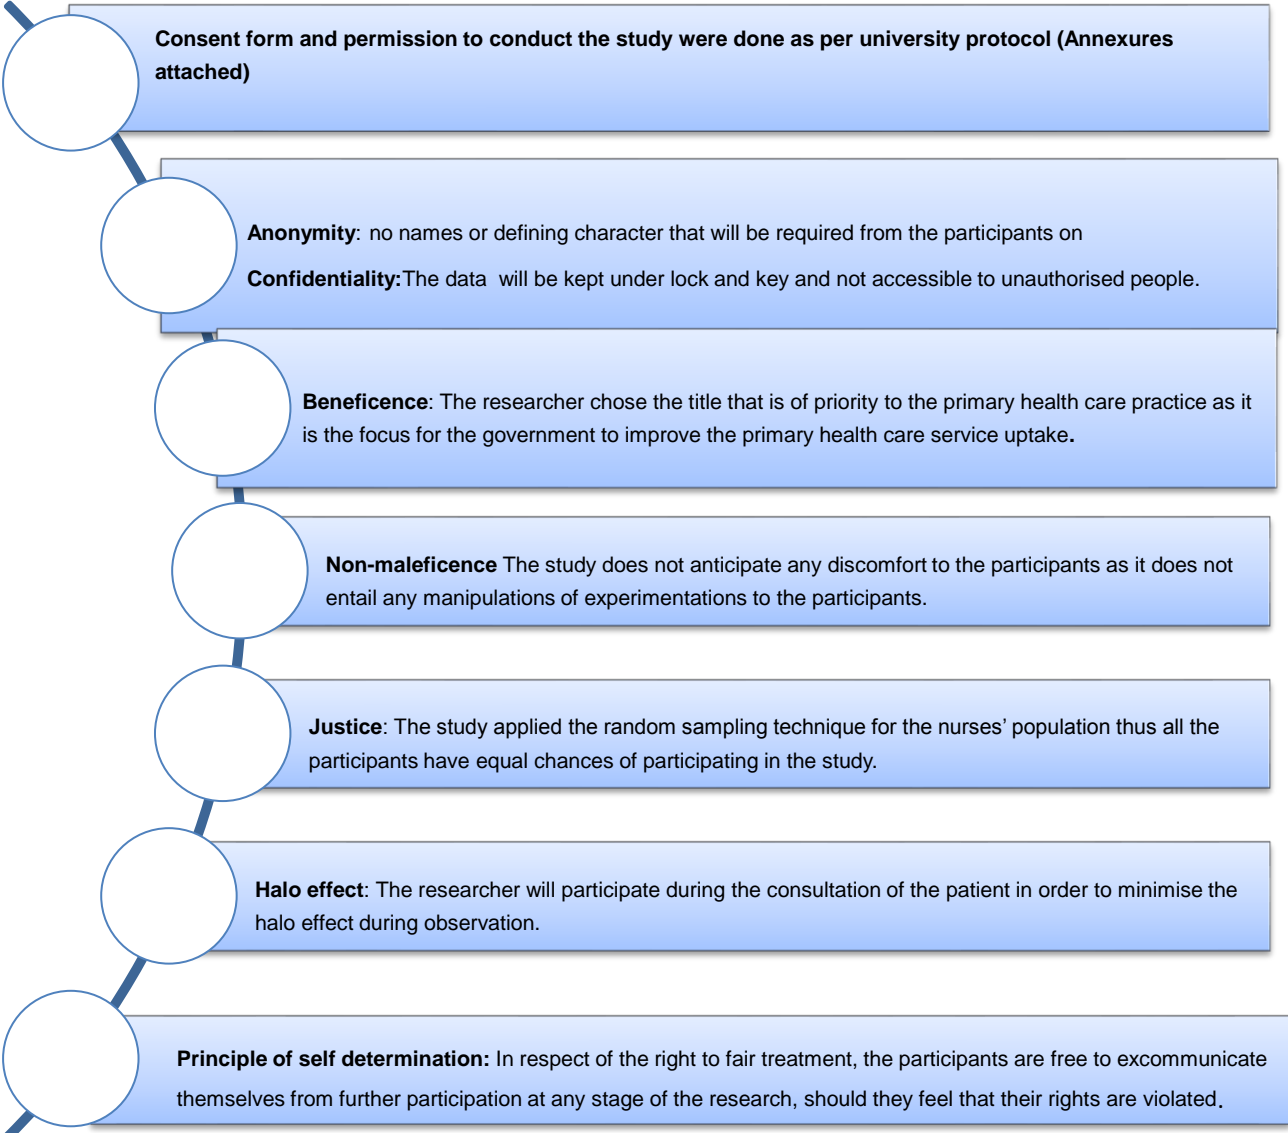 Consent form and permission to conduct the study were done as per university protocol (Annexures
attached)
Anonymity: no names or defining character that will be required from the participants on
Confidentiality:The data will be kept under lock and key and not accessible to unauthorised people.
Beneficence: The researcher chose the title that is of priority to the primary health care practice as it
is the focus for the government to improve the primary health care service uptake.
Non-maleficence The study does not anticipate any discomfort to the participants as it does not
entail any manipulations of experimentations to the participants.
Justice: The study applied the random sampling technique for the nurses’ population thus all the
participants have equal chances of participating in the study.
Halo effect: The researcher will participate during the consultation of the patient in order to minimise the
halo effect during observation.
Principle of self determination: In respect of the right to fair treatment, the participants are free to excommunicate
themselves from further participation at any stage of the research, should they feel that their rights are violated.